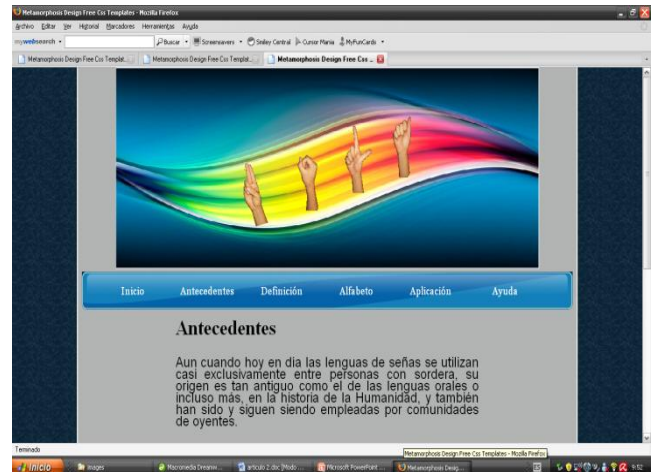 Metamorphosis Design Free Css Templates - Mozilla Firefox
Archivo Editar Ver Historial Marcadores Herramientas Ayuda
mywebsearch Buscar Screensavers Smiley Central Cursor Mania MyFunCards
Metamorphosis Design Free Css Templat... Metamorphosis Design Free Css Templat... Metamorphosis Design Free Css ...
Inicio Antecedentes Definición Alfabeto Aplicación Ayuda
Antecedentes
Aun cuando hoy en dia las lenguas de señas se utilizan
casi exclusivamente entre personas con sordera, su
origen es tan antiguo como el de las lenguas orales o
incluso más, en la historia de la Humanidad, y también
han sido y siguen siendo empleadas por comunidades
de oyentes.
Terminado
Metamorphosis Design Free Css Templates - Mozilla Firefox
Inicio images Macromedia Dreamw... articulo 2.doc [Modo ... Microsoft PowerPoint ... Metamorphosis Desig... 9:52